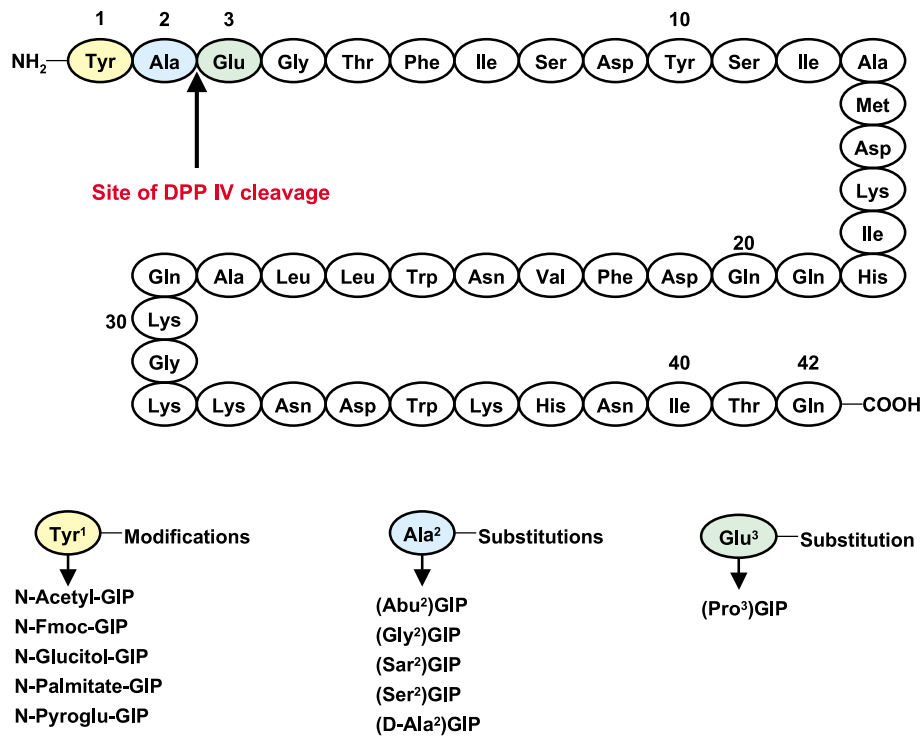 1 2 3 10
NH₂ Tyr Ala Glu Gly Thr Phe Ile Ser Asp Tyr Ser Ile Ala
Met
Asp
Site of DPP IV cleavage
Lys
Ile
20
Gln Ala Leu Leu Trp Asn Val Phe Asp Gln Gln His
30 Lys
Gly
40 42
Lys Lys Asn Asp Trp Lys His Asn Ile Thr Gln COOH
Tyr¹ Modifications
N-Acetyl-GIP
N-Fmoc-GIP
N-Glucitol-GIP
N-Palmitate-GIP
N-Pyroglu-GIP
Ala² Substitutions
(Abu²)GIP
(Gly²)GIP
(Sar²)GIP
(Ser²)GIP
(D-Ala²)GIP
Glu³ Substitution
(Pro³)GIP